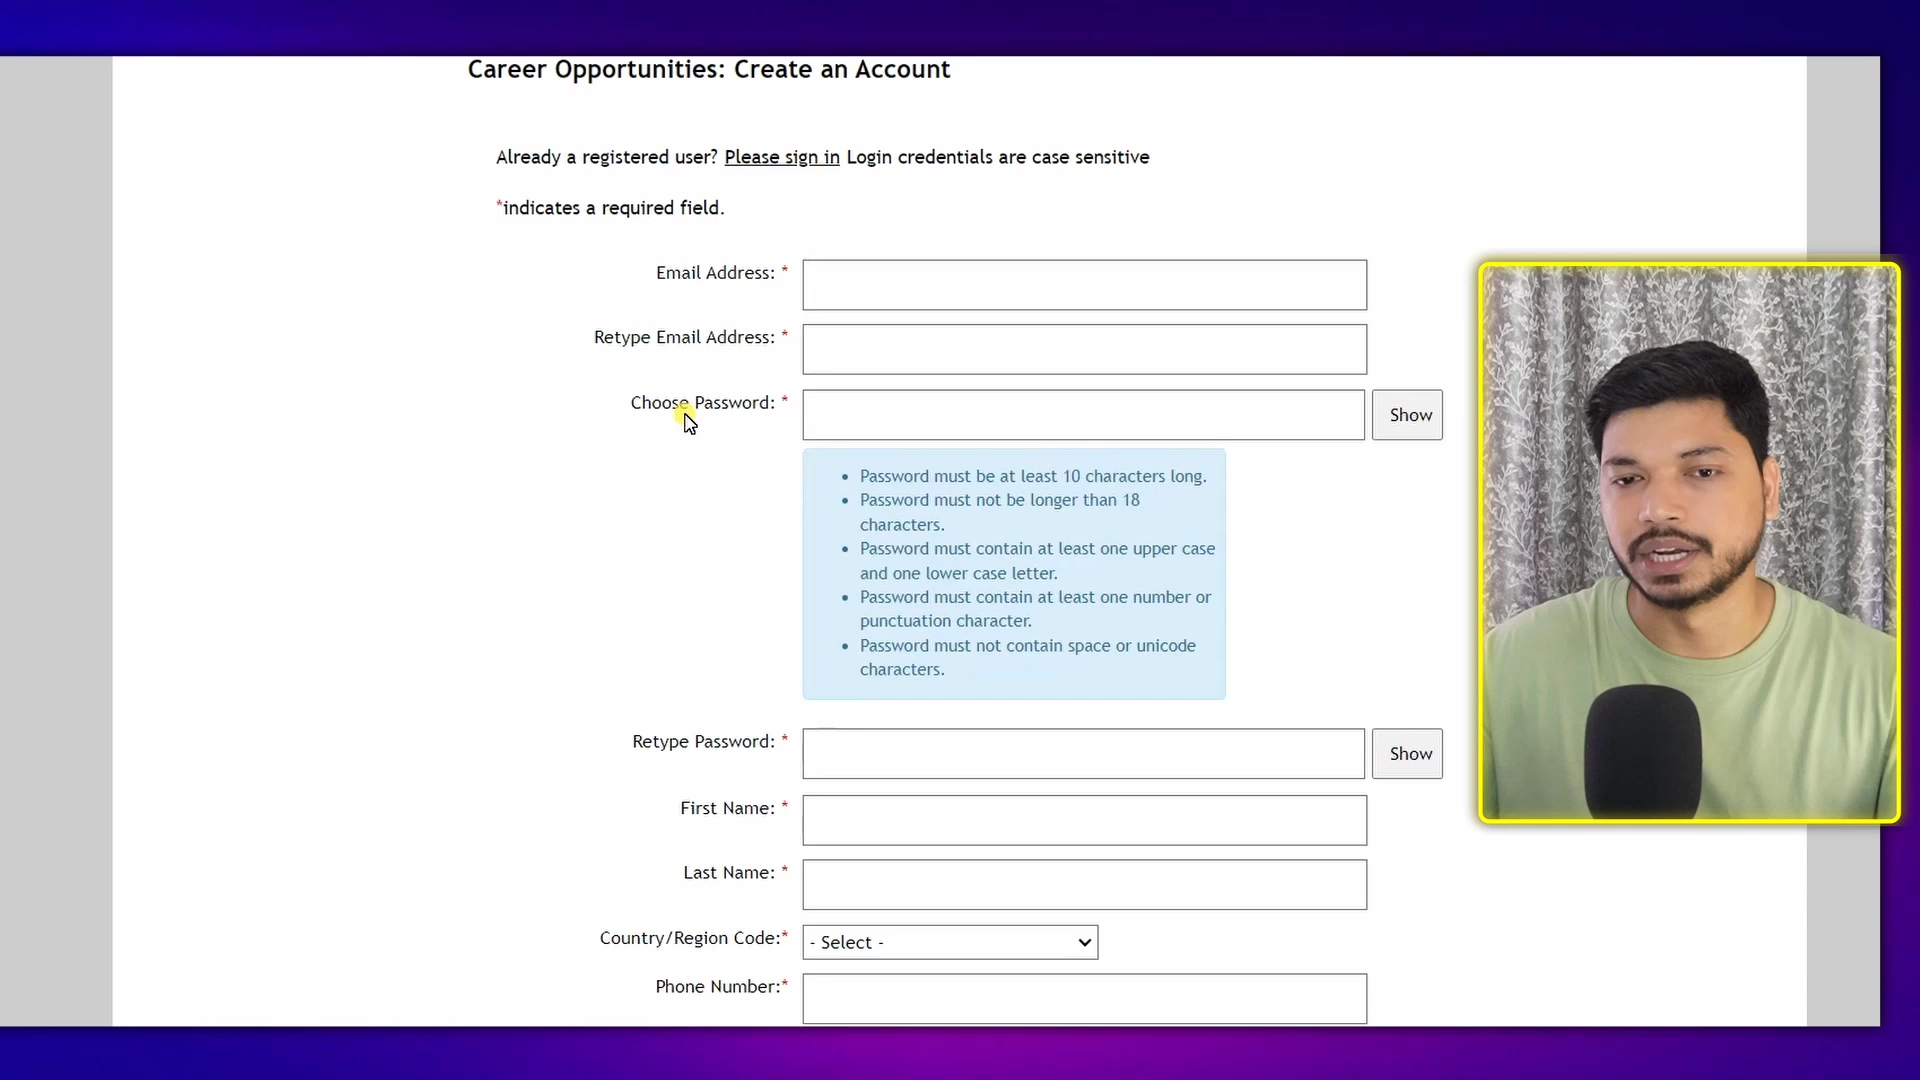 Career Opportunities: Create an Account
Already a registered user? Please sign in Login credentials are case sensitive
*indicates a required field.
Email Address: *
Retype Email Address: *
Choose Password: *
Show
Password must be at least 10 characters long.
Password must not be longer than 18
characters.
Password must contain at least one upper case
and one lower case letter.
Password must contain at least one number or
punctuation character.
Password must not contain space or unicode
characters.
Retype Password: *
Show
First Name: *
Last Name: *
Country/Region Code:*
- Select -
Phone Number:*